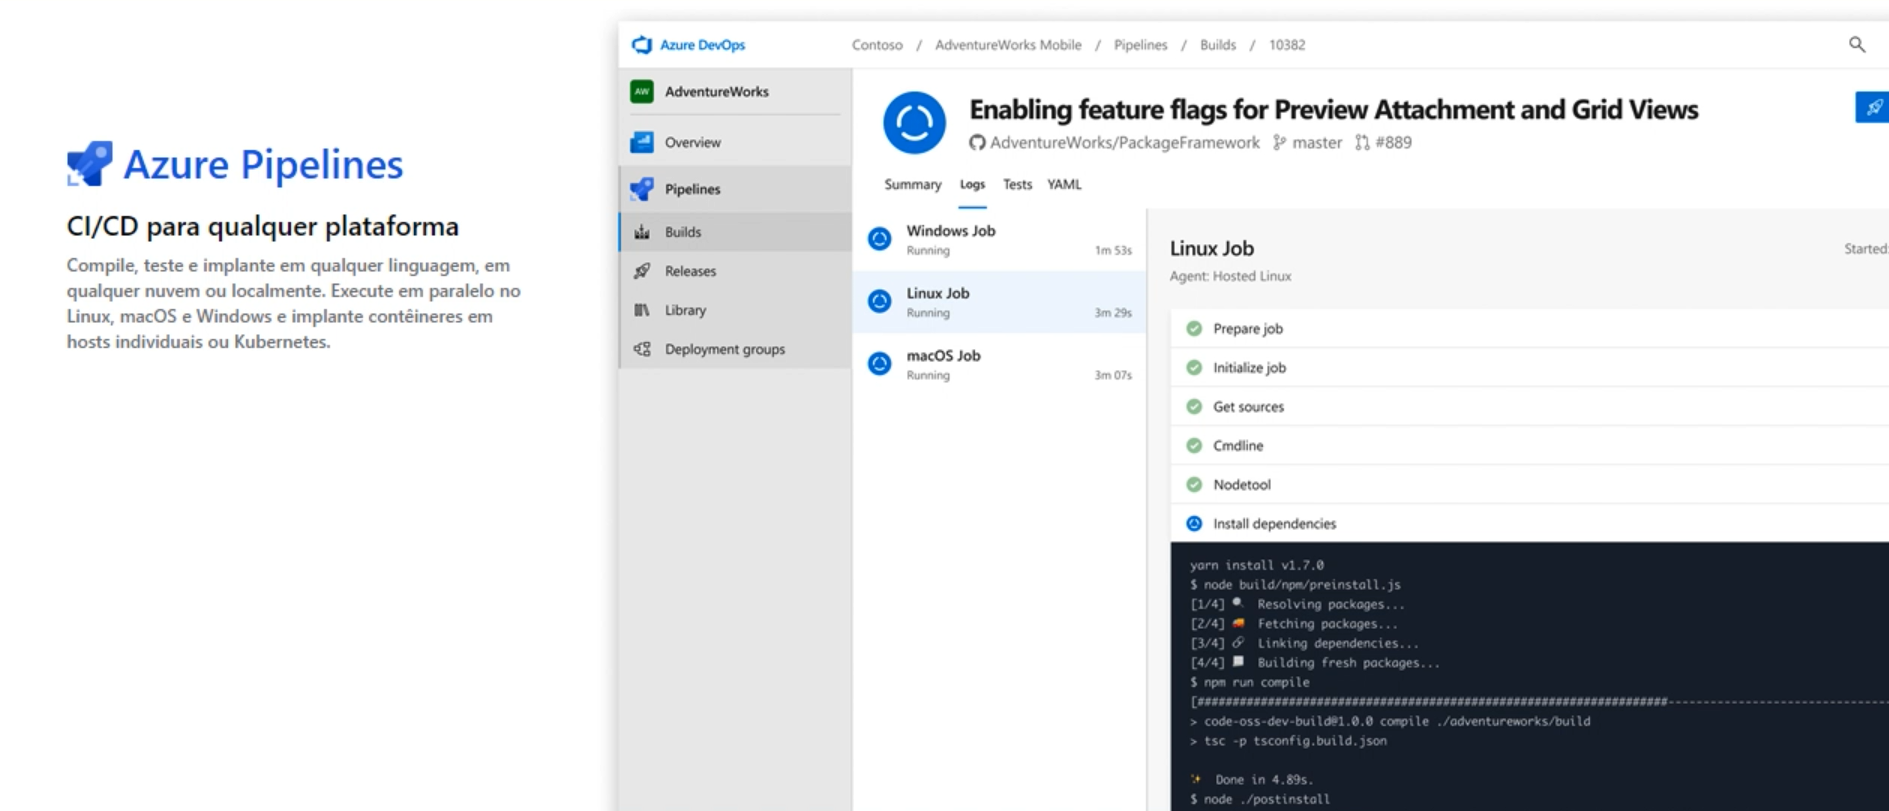 Azure Pipelines
CI/CD para qualquer plataforma
Compile, teste e implante em qualquer linguagem, em
qualquer nuvem ou localmente. Execute em paralelo no
Linux, macOS e Windows e implante contêineres em
hosts individuais ou Kubernetes.
Azure DevOps
Contoso / AdventureWorks Mobile / Pipelines / Builds / 10382
AW AdventureWorks
Overview
Pipelines
Builds
Releases
Library
Deployment groups
Enabling feature flags for Preview Attachment and Grid Views
AdventureWorks/PackageFramework master #889
Summary Logs Tests YAML
Windows Job
Running 1m 53s
Linux Job
Running 3m 29s
macOS Job
Running 3m 07s
Linux Job
Started:
Agent: Hosted Linux
Prepare job
Initialize job
Get sources
Cmdline
Nodetool
Install dependencies
yarn install v1.7.0
$ node build/npm/preinstall.js
[1/4] 🔍 Resolving packages...
[2/4] 🚚 Fetching packages...
[3/4] 🔗 Linking dependencies...
[4/4] 📃 Building fresh packages...
$ npm run compile
[###################################################################--------------------------------
> code-oss-dev-build@1.0.0 compile ./adventureworks/build
> tsc -p tsconfig.build.json
✨ Done in 4.89s.
$ node ./postinstall